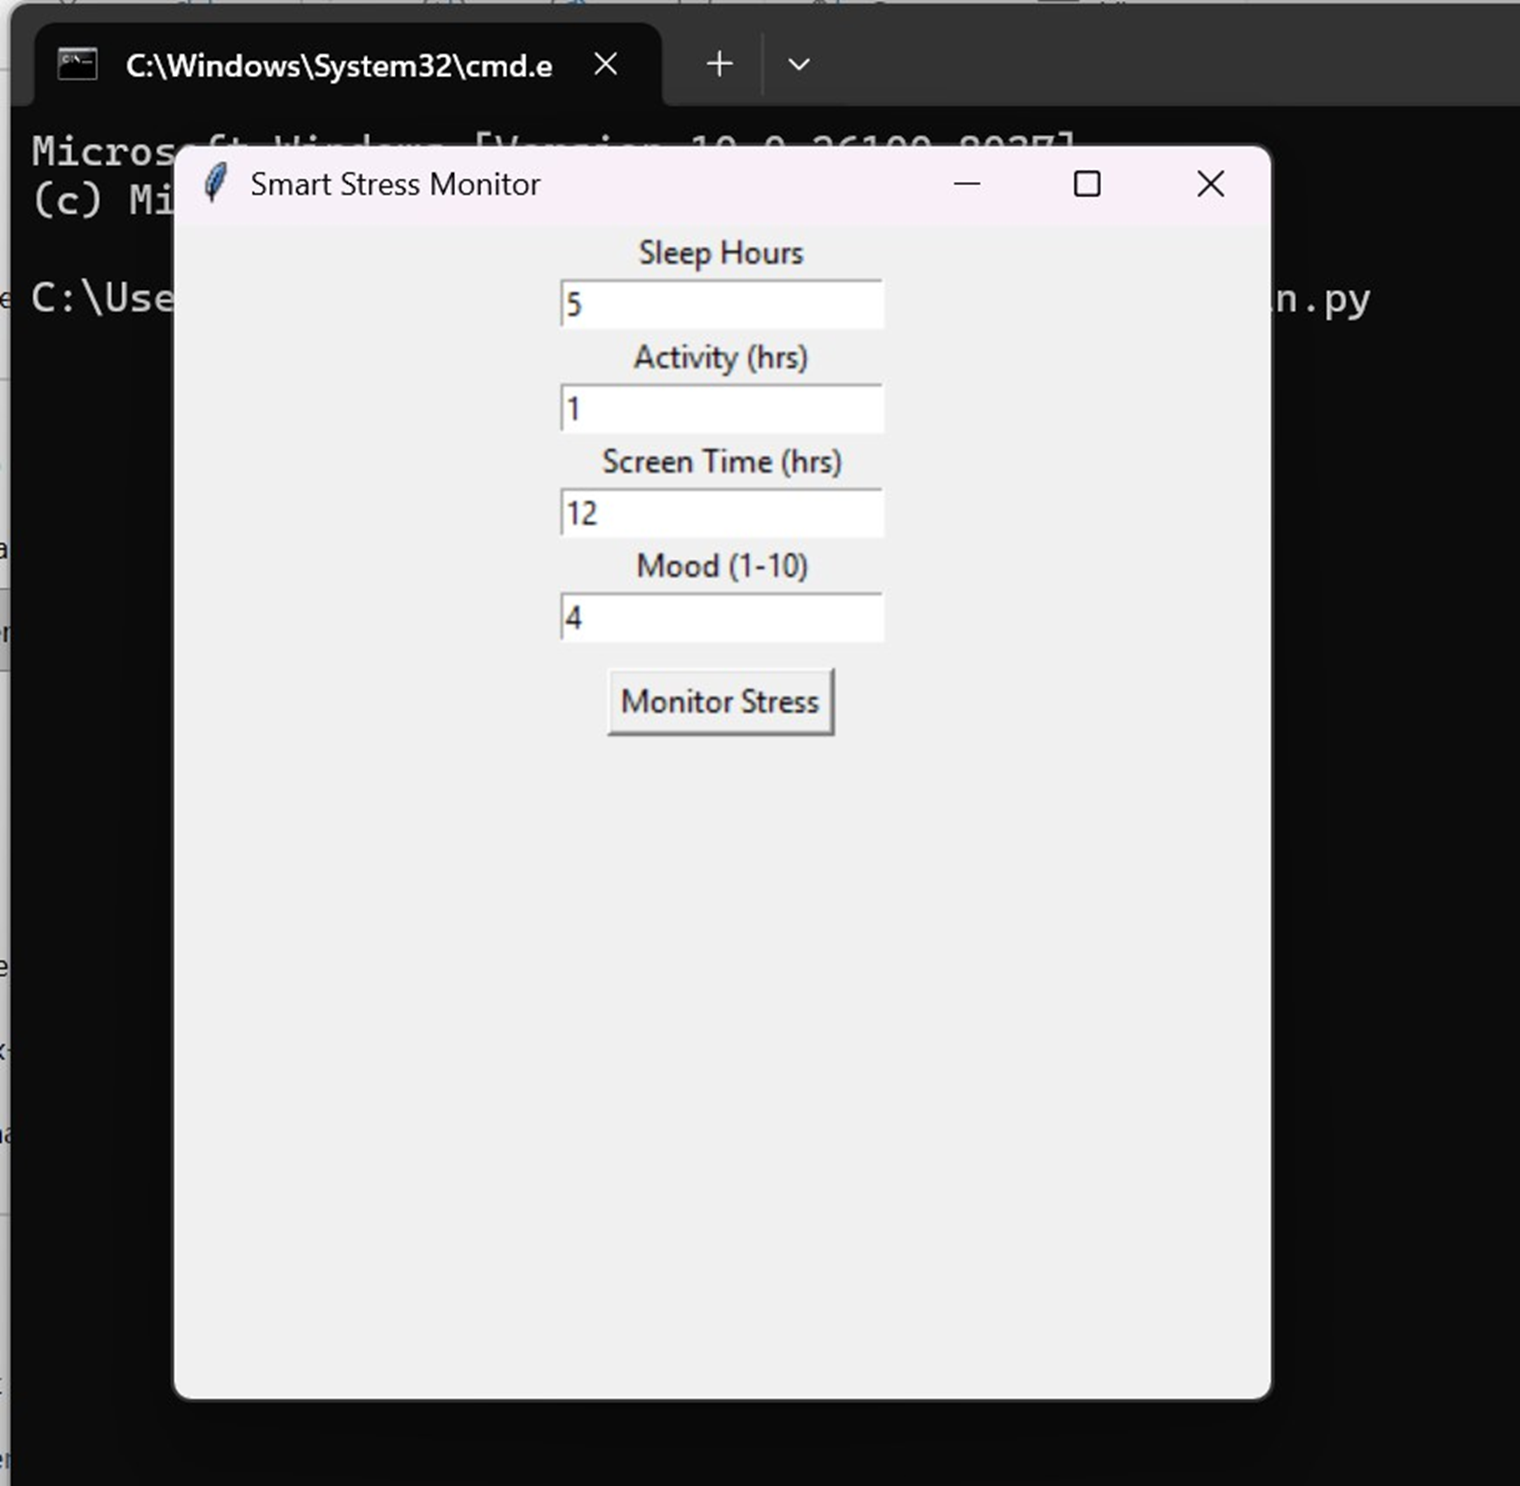 C:\Windows\System32\cmd.e
Smart Stress Monitor
(c) Mi
C:\Use
n.py
Sleep Hours
5
Activity (hrs)
1
Screen Time (hrs)
12
Mood (1-10)
4
Monitor Stress